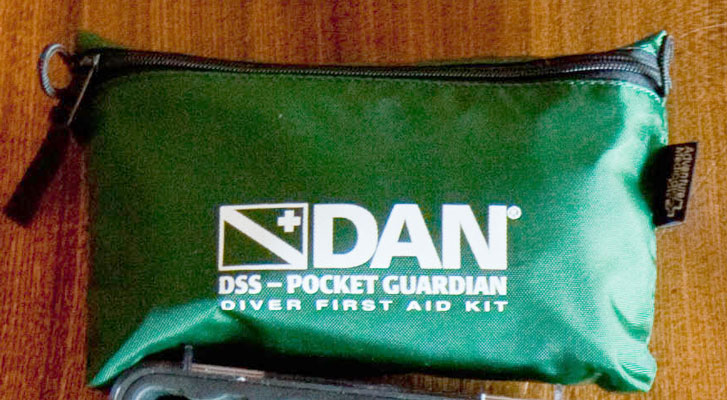 DAN®
DSS – POCKET GUARDIAN
DIVER FIRST AID KIT